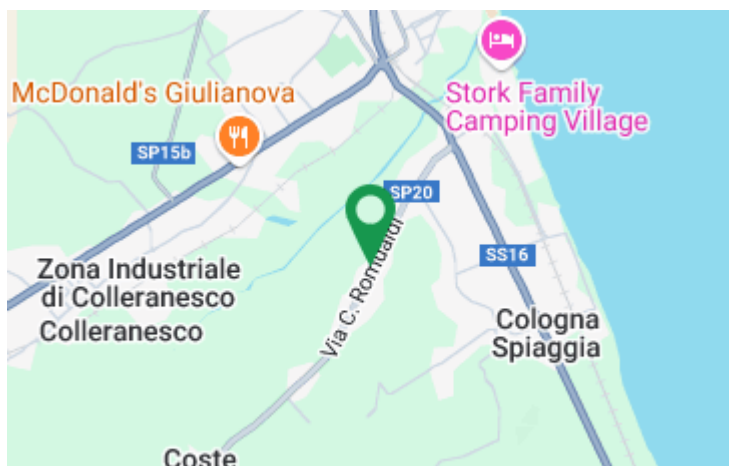 McDonald's Giulianova
Stork Family
Camping Village
SP15b
SP20
Via C. Romualdi
SS16
Zona Industriale
di Colleranesco
Colleranesco
Cologna
Spiaggia
Coste